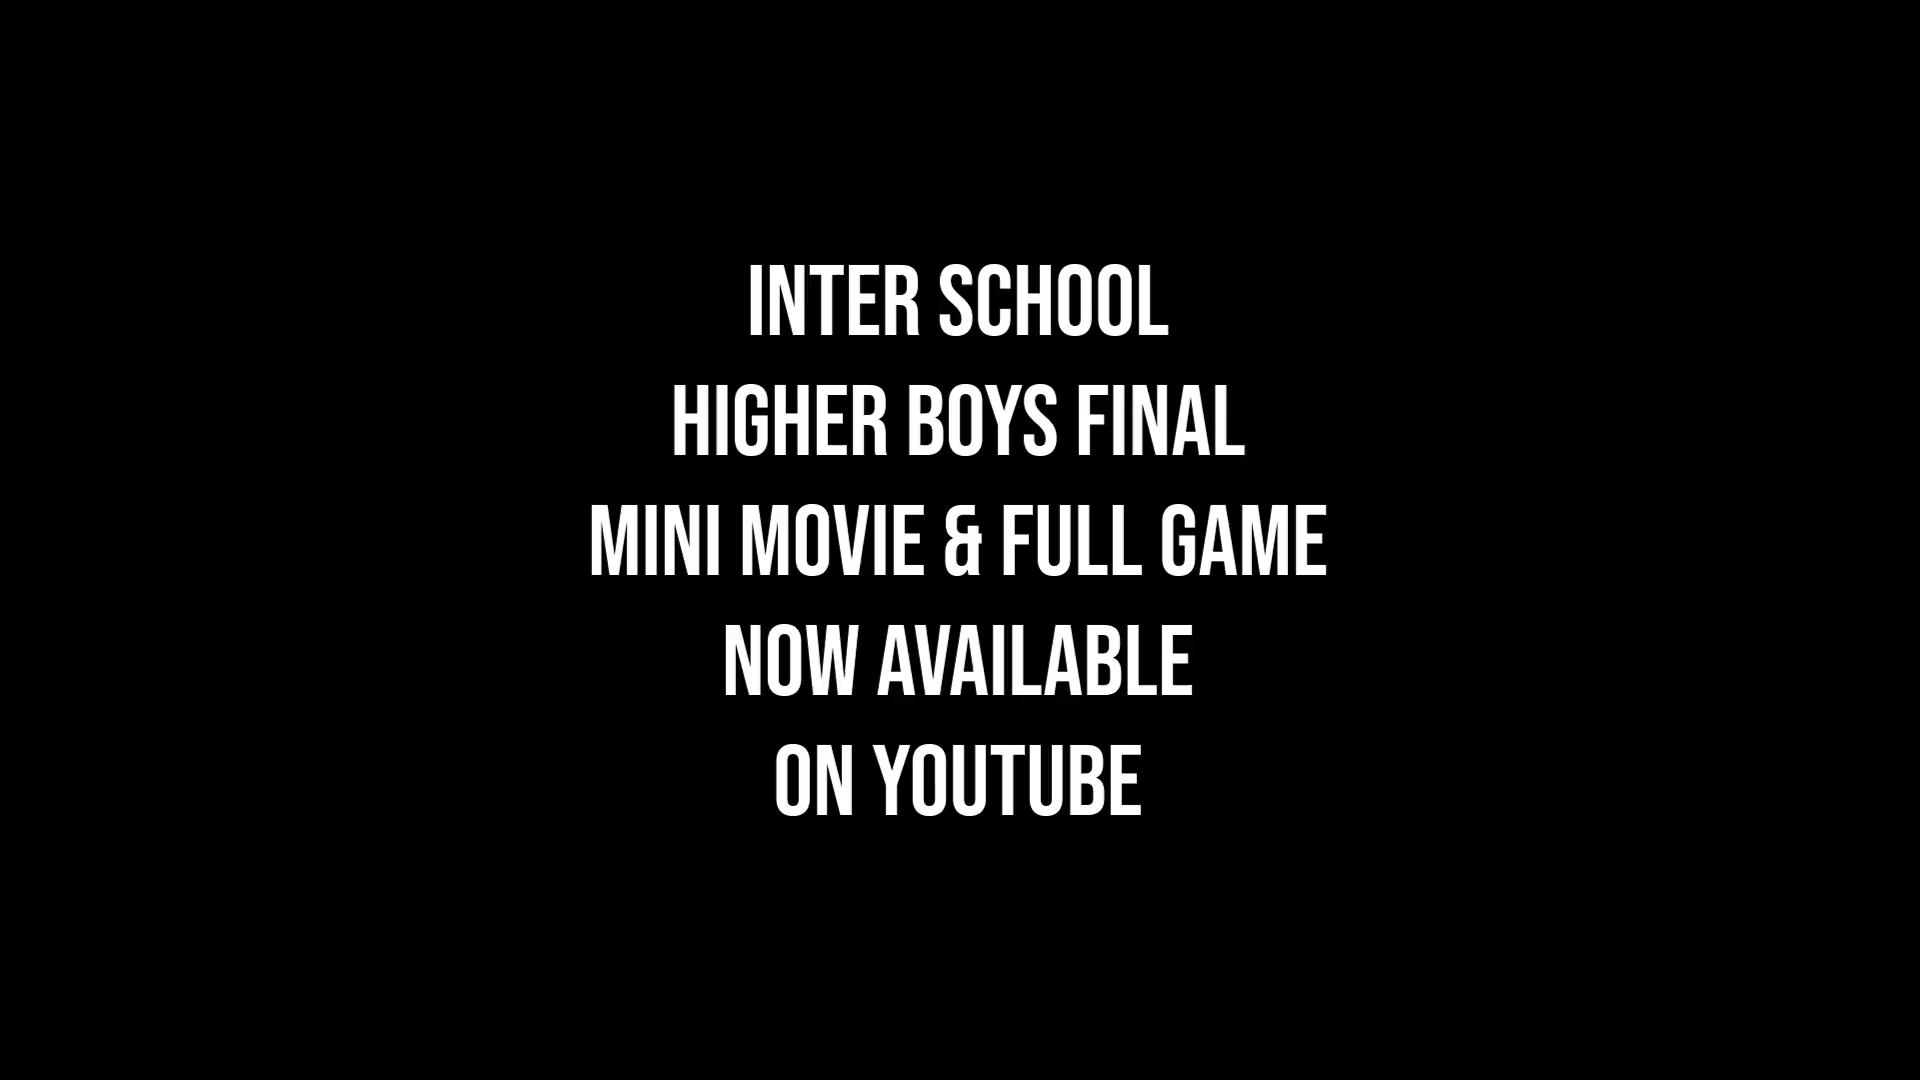 INTER SCHOOL
HIGHER BOYS FINAL
MINI MOVIE & FULL GAME
NOW AVAILABLE
ON YOUTUBE